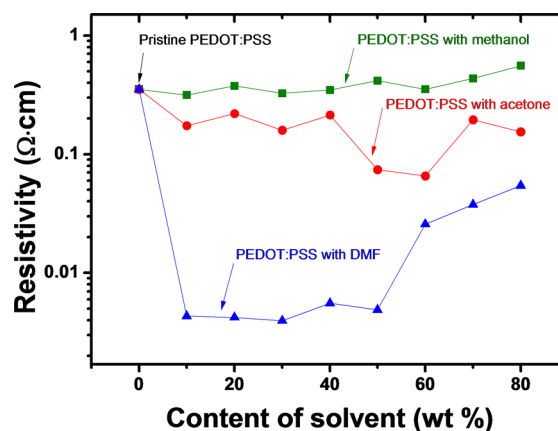 Pristine PEDOT:PSS
PEDOT:PSS with methanol
PEDOT:PSS with acetone
PEDOT:PSS with DMF
1
0.1
0.01
Resistivity (Ω·cm)
0 20 40 60 80
Content of solvent (wt %)